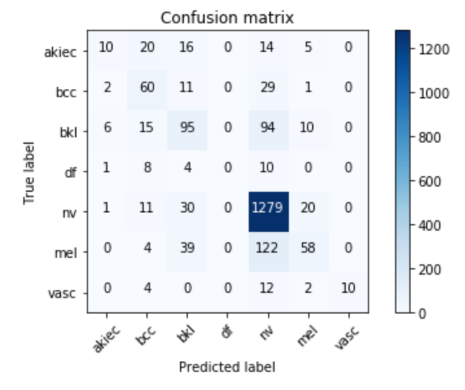 Confusion matrix
akiec 10 20 16 0 14 5 0
bcc 2 60 11 0 29 1 0
bkl 6 15 95 0 94 10 0
df 1 8 4 0 10 0 0
nv 1 11 30 0 1279 20 0
mel 0 4 39 0 122 58 0
vasc 0 4 0 0 12 2 10
akiec bcc bkl df nv mel vasc
True label
Predicted label
1200
1000
800
600
400
200
0